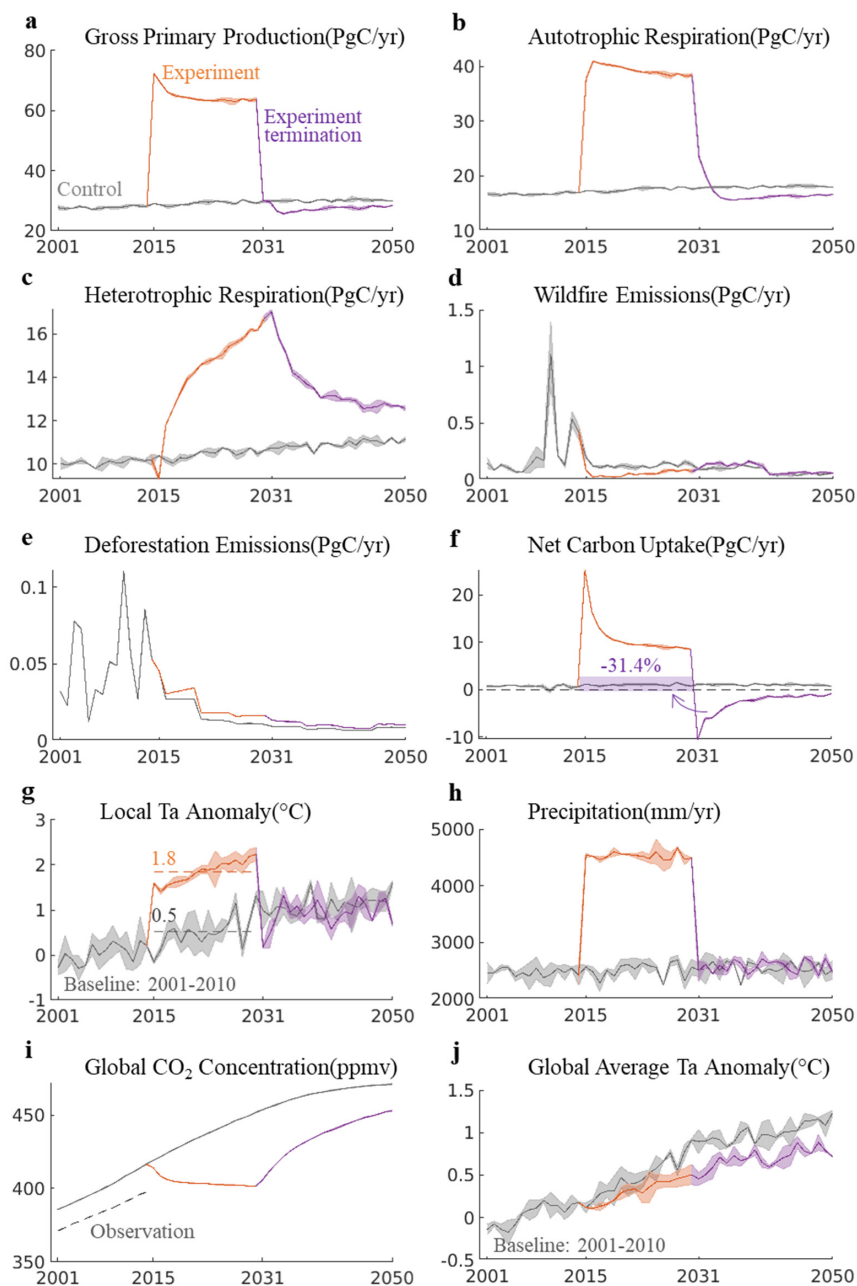 a
Gross Primary Production(PgC/yr)
80
60
40
20
Experiment
Experiment
termination
Control
2001 2015 2031 2050
b
Autotrophic Respiration(PgC/yr)
40
30
20
10
2001 2015 2031 2050
c
Heterotrophic Respiration(PgC/yr)
16
14
12
10
2001 2015 2031 2050
d
Wildfire Emissions(PgC/yr)
1.5
1
0.5
0
2001 2015 2031 2050
e
Deforestation Emissions(PgC/yr)
0.1
0.05
0
2001 2015 2031 2050
f
Net Carbon Uptake(PgC/yr)
20
10
0
-10
-31.4%
2001 2015 2031 2050
g
Local Ta Anomaly(°C)
3
2
1
0
-1
1.8
0.5
Baseline: 2001-2010
2001 2015 2031 2050
h
Precipitation(mm/yr)
5000
4000
3000
2000
2001 2015 2031 2050
i
Global CO₂ Concentration(ppmv)
450
400
350
Observation
2001 2015 2031 2050
j
Global Average Ta Anomaly(°C)
1.5
1
0.5
0
-0.5
Baseline: 2001-2010
2001 2015 2031 2050